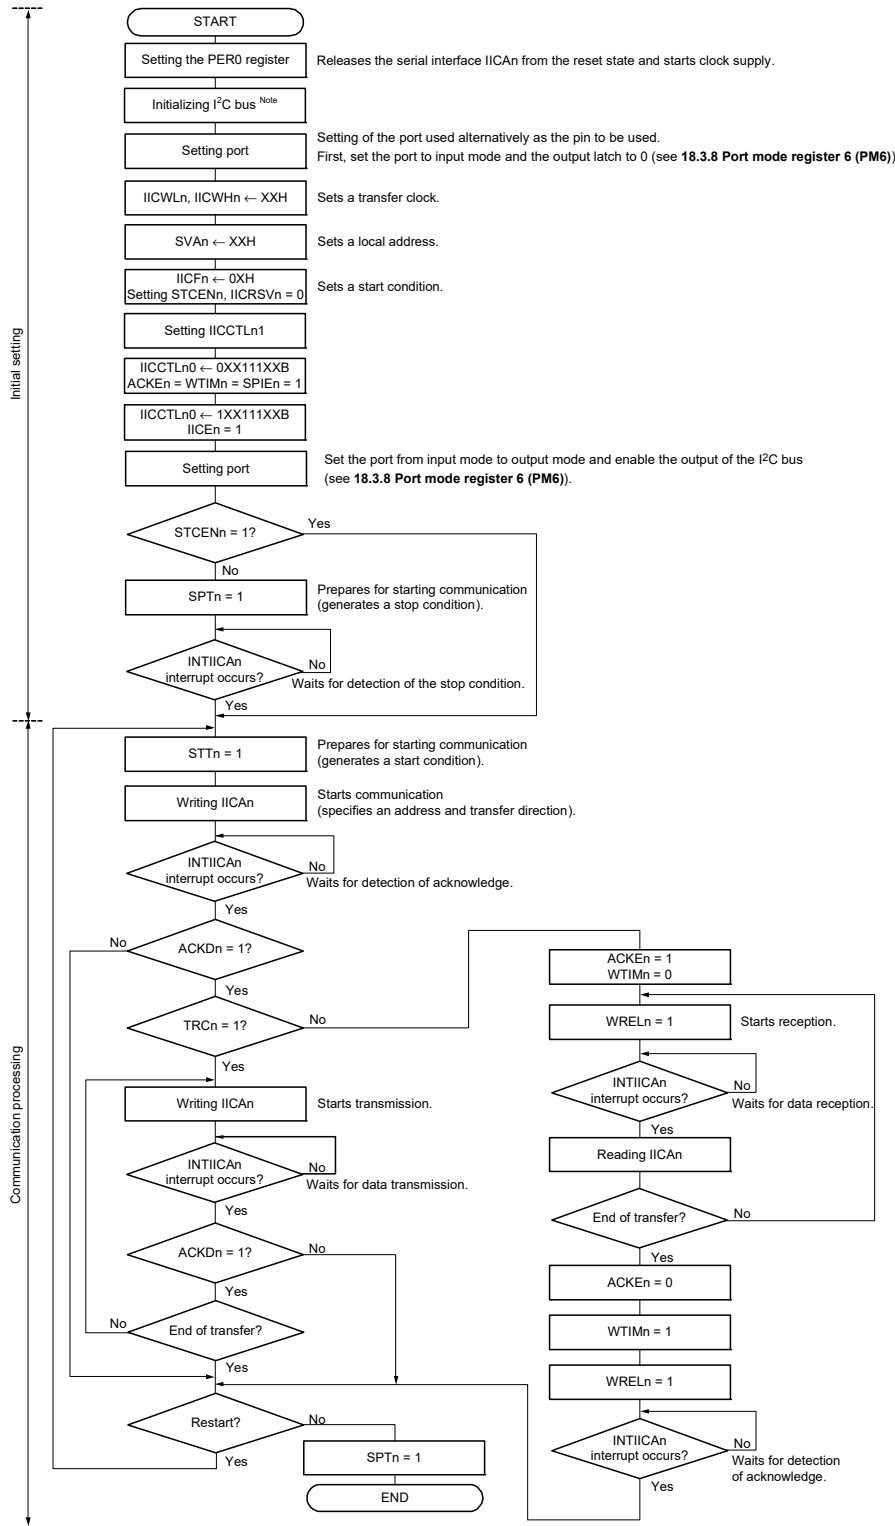 START
Setting the PER0 register
Releases the serial interface IICAn from the reset state and starts clock supply.
Initializing I²C bus Note
Setting port
Setting of the port used alternatively as the pin to be used.
First, set the port to input mode and the output latch to 0 (see 18.3.8 Port mode register 6 (PM6))
IICWLn, IICWHn ← XXH
Sets a transfer clock.
SVAn ← XXH
Sets a local address.
IICFn ← 0XH
Setting STCENn, IICRSVn = 0
Sets a start condition.
Setting IICCTLn1
IICCTLn0 ← 0XX111XXB
ACKEn = WTIMn = SPIEn = 1
IICCTLn0 ← 1XX111XXB
IICEn = 1
Setting port
Set the port from input mode to output mode and enable the output of the I²C bus
(see 18.3.8 Port mode register 6 (PM6)).
STCENn = 1?
Yes
No
SPTn = 1
Prepares for starting communication
(generates a stop condition).
INTIICAn
interrupt occurs?
No
Waits for detection of the stop condition.
Yes
Initial setting
STTn = 1
Prepares for starting communication
(generates a start condition).
Writing IICAn
Starts communication
(specifies an address and transfer direction).
INTIICAn
interrupt occurs?
No
Waits for detection of acknowledge.
Yes
ACKDn = 1?
No
Yes
TRCn = 1?
No
Yes
Writing IICAn
Starts transmission.
INTIICAn
interrupt occurs?
No
Waits for data transmission.
Yes
ACKDn = 1?
No
Yes
End of transfer?
No
Yes
Restart?
No
Yes
SPTn = 1
END
ACKEn = 1
WTIMn = 0
WRELn = 1
Starts reception.
INTIICAn
interrupt occurs?
No
Waits for data reception.
Yes
Reading IICAn
End of transfer?
No
Yes
ACKEn = 0
WTIMn = 1
WRELn = 1
INTIICAn
interrupt occurs?
No
Waits for detection
of acknowledge.
Yes
Communication processing